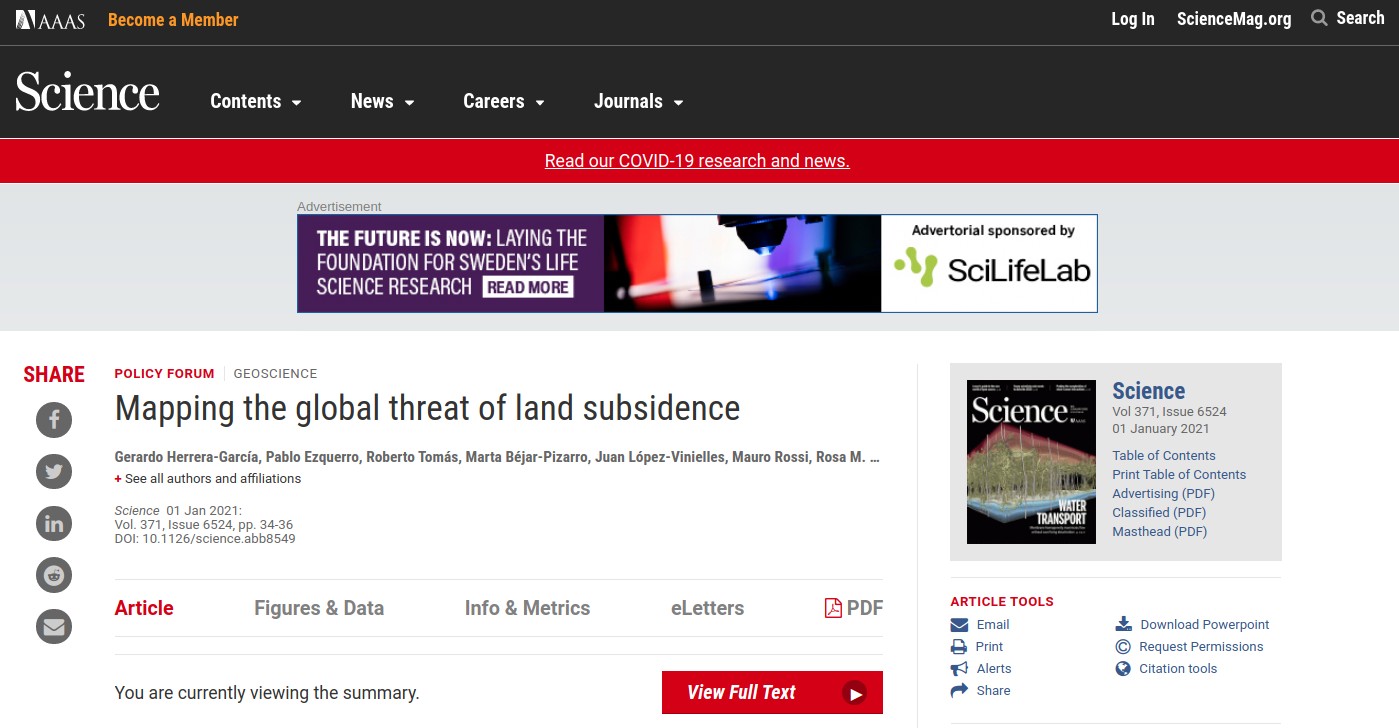 AAAS
Become a Member
Log In
ScienceMag.org
Search
Science
Contents
News
Careers
Journals
Read our COVID-19 research and news.
Advertisement
THE FUTURE IS NOW: LAYING THE
FOUNDATION FOR SWEDEN'S LIFE
SCIENCE RESEARCH READ MORE
Advertorial sponsored by
SciLifeLab
SHARE
POLICY FORUM GEOSCIENCE
Mapping the global threat of land subsidence
Gerardo Herrera-García, Pablo Ezquerro, Roberto Tomás, Marta Béjar-Pizarro, Juan López-Vinielles, Mauro Rossi, Rosa M. ...
+ See all authors and affiliations
Science 01 Jan 2021:
Vol. 371, Issue 6524, pp. 34-36
DOI: 10.1126/science.abb8549
Article
Figures & Data
Info & Metrics
eLetters
PDF
You are currently viewing the summary.
View Full Text
Science
AAAS
WATER
TRANSPORT
Science
Vol 371, Issue 6524
01 January 2021
Table of Contents
Print Table of Contents
Advertising (PDF)
Classified (PDF)
Masthead (PDF)
ARTICLE TOOLS
Email
Print
Alerts
Share
Download Powerpoint
Request Permissions
Citation tools